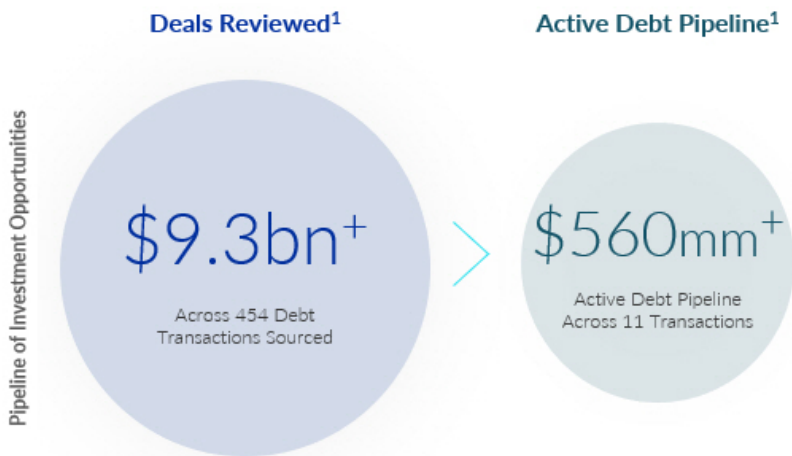 Deals Reviewed¹
Active Debt Pipeline¹
Pipeline of Investment Opportunities
$9.3bn⁺
Across 454 Debt
Transactions Sourced
$560mm⁺
Active Debt Pipeline
Across 11 Transactions